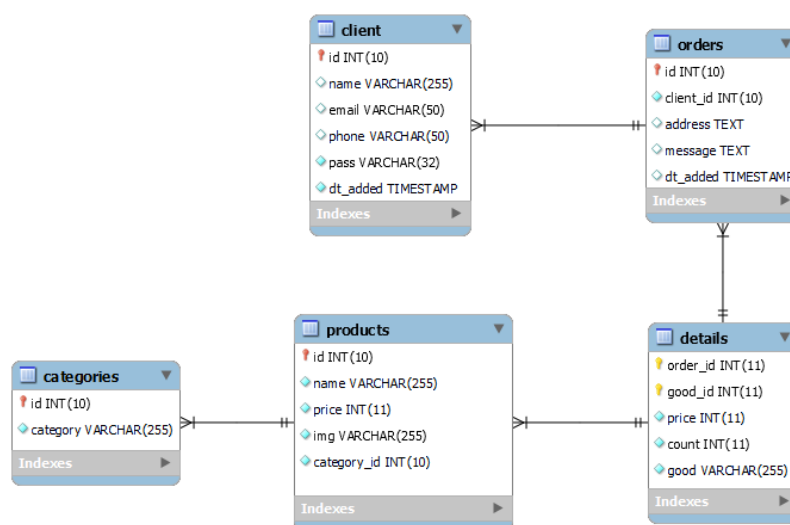 client
id INT(10)
name VARCHAR(255)
email VARCHAR(50)
phone VARCHAR(50)
pass VARCHAR(32)
dt_added TIMESTAMP
Indexes
orders
id INT(10)
client_id INT(10)
address TEXT
message TEXT
dt_added TIMESTAMP
Indexes
categories
id INT(10)
category VARCHAR(255)
Indexes
products
id INT(10)
name VARCHAR(255)
price INT(11)
img VARCHAR(255)
category_id INT(10)
Indexes
details
order_id INT(11)
good_id INT(11)
price INT(11)
count INT(11)
good VARCHAR(255)
Indexes